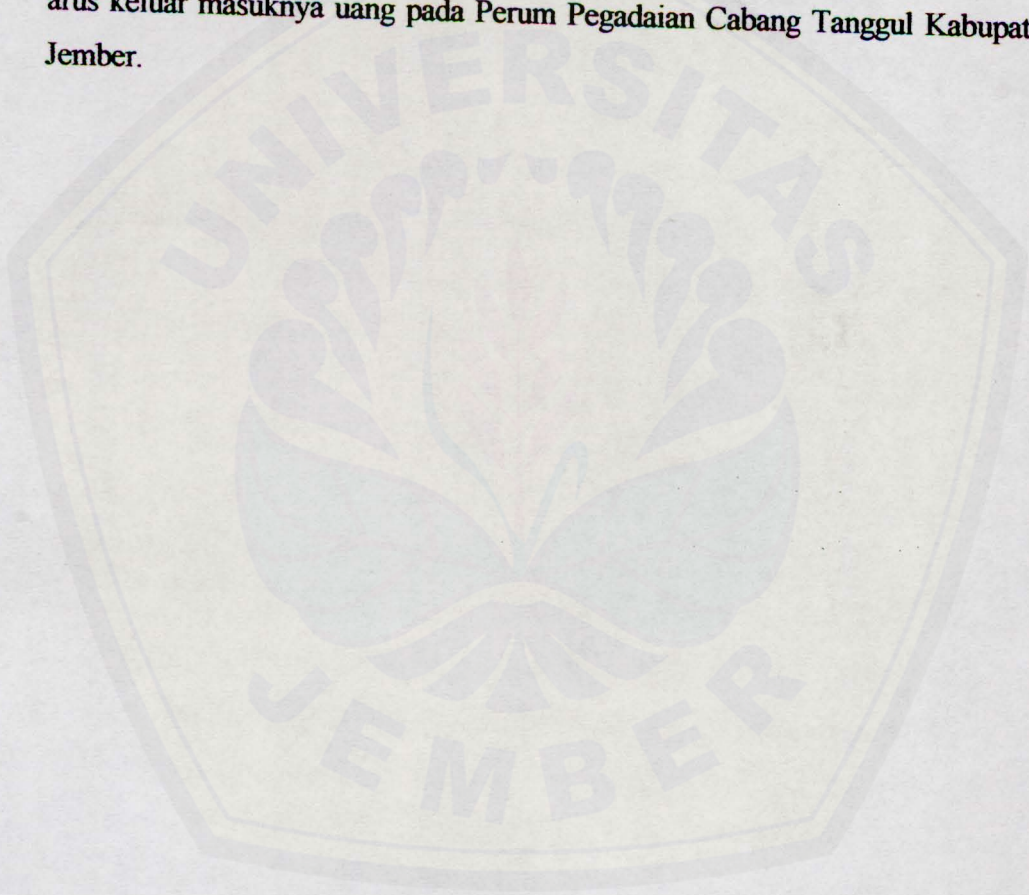 arus keluar masuknya uang pada Perum Pegadaian Cabang Tanggul Kabupat
Jember.
UNIVERSITAS
JEMBER